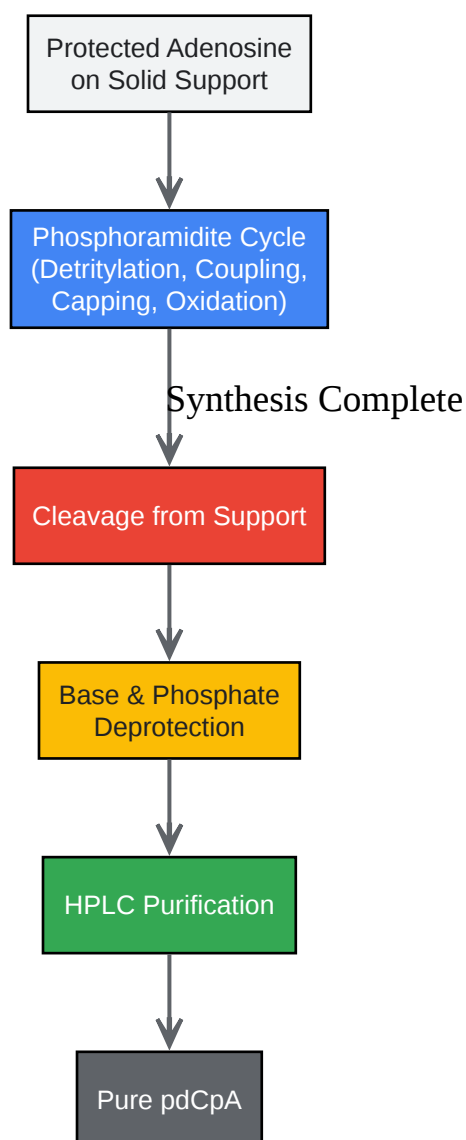 Protected Adenosine
on Solid Support
Phosphoramidite Cycle
(Detritylation, Coupling,
Capping, Oxidation)
Synthesis Complete
Cleavage from Support
Base & Phosphate
Deprotection
HPLC Purification
Pure pdCpA